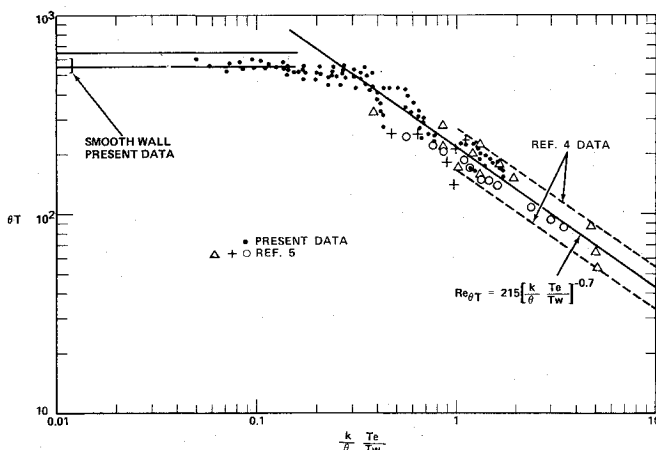 10³
SMOOTH WALL
PRESENT DATA
REF. 4 DATA
10²
θT
• PRESENT DATA
△ + ○ REF. 5
Re_θT = 215[k/θ Te/Tw]^-0.7
10
0.01
0.1
1
10
k/θ Te/Tw